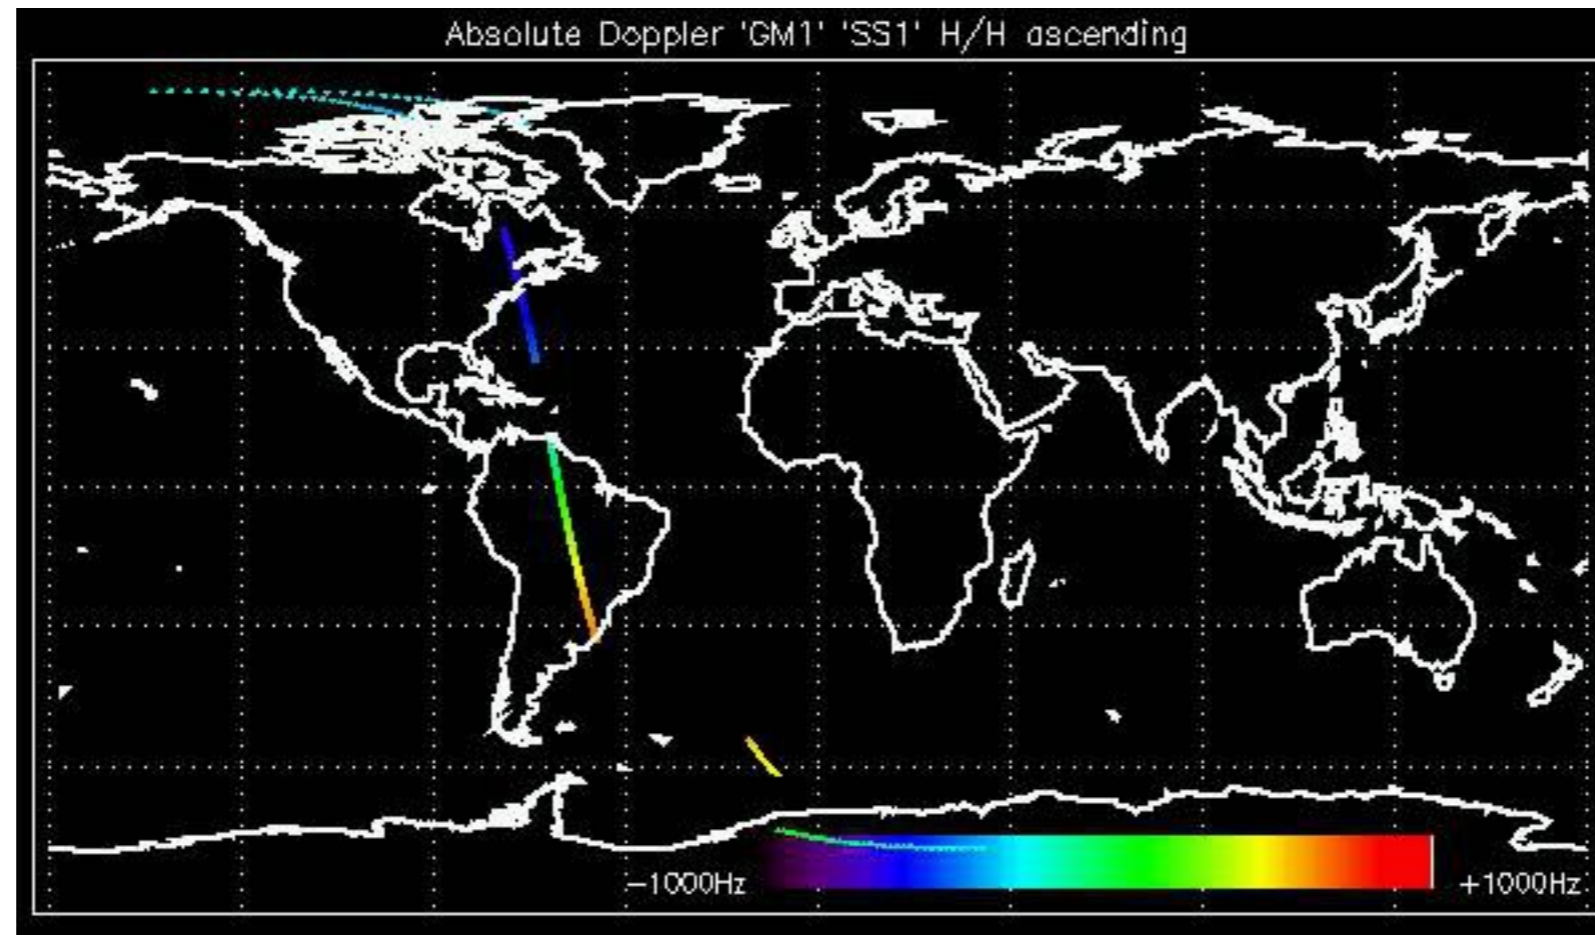 Absolute Doppler 'GM1' 'SS1' H/H ascending
−1000Hz
+1000Hz